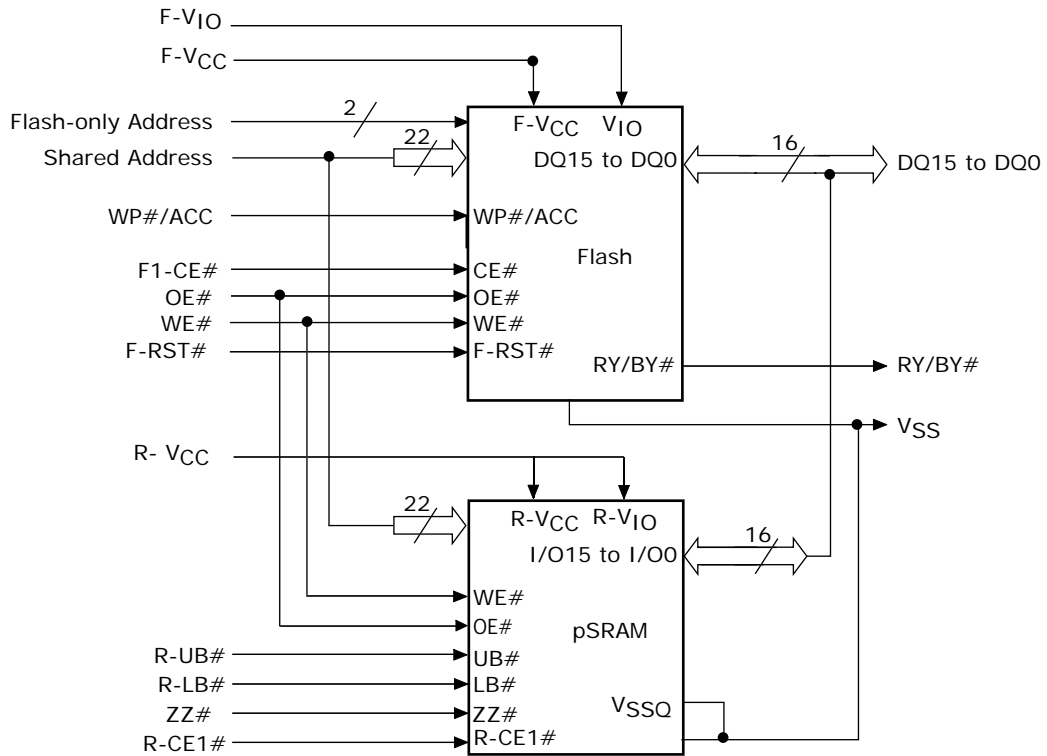 F-VIO
F-VCC
Flash-only Address
2
F-VCC
VIO
Shared Address
22
DQ15 to DQ0
16
DQ15 to DQ0
WP#/ACC
WP#/ACC
Flash
F1-CE#
CE#
OE#
OE#
WE#
WE#
F-RST#
F-RST#
RY/BY#
RY/BY#
VSS
R- VCC
22
R-VCC
R-VIO
I/O15 to I/O0
16
WE#
OE#
pSRAM
R-UB#
UB#
R-LB#
LB#
ZZ#
ZZ#
VSSQ
R-CE1#
R-CE1#